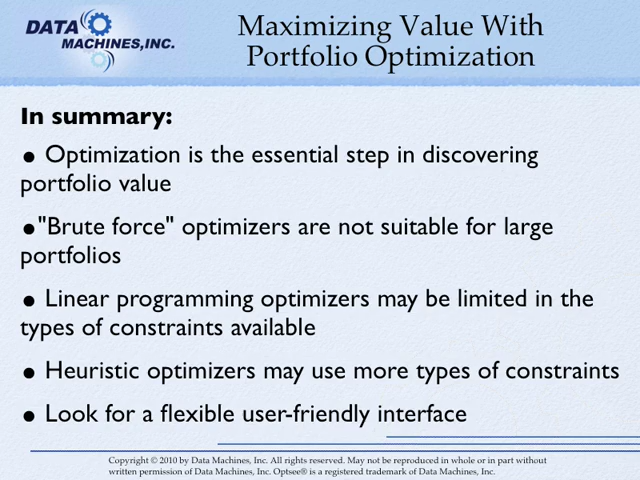 DATA
MACHINES,INC.
Maximizing Value With
Portfolio Optimization
In summary:
• Optimization is the essential step in discovering
portfolio value
•"Brute force" optimizers are not suitable for large
portfolios
• Linear programming optimizers may be limited in the
types of constraints available
• Heuristic optimizers may use more types of constraints
• Look for a flexible user-friendly interface
Copyright © 2010 by Data Machines, Inc. All rights reserved. May not be reproduced in whole or in part without
written permission of Data Machines, Inc. Optsee® is a registered trademark of Data Machines, Inc.